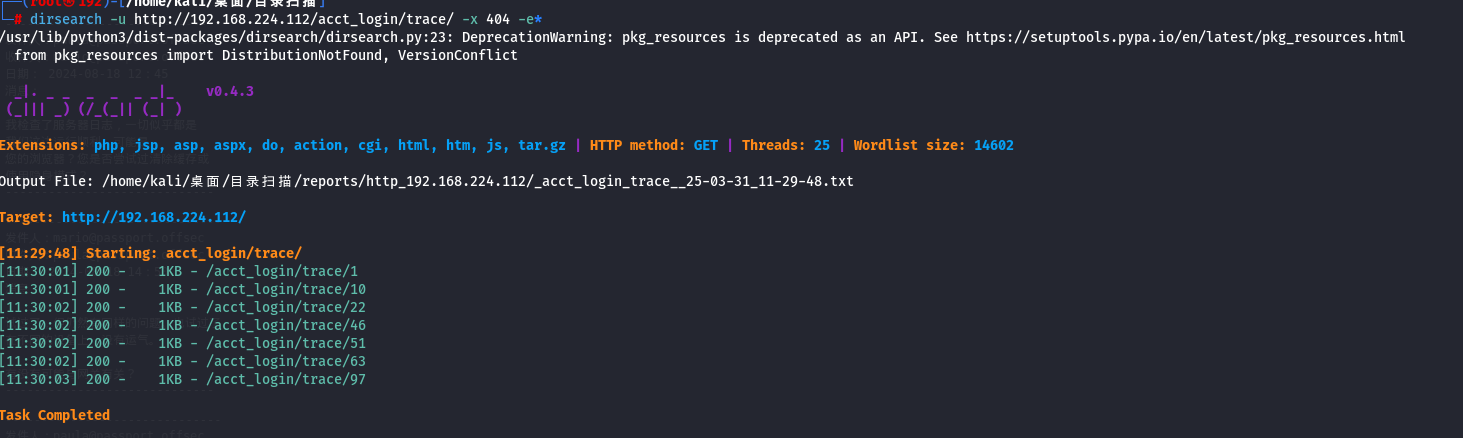 ┌──(root㉿192)-[/home/kali/桌面/目录扫描]
└─# dirsearch -u http://192.168.224.112/acct_login/trace/ -x 404 -e*
/usr/lib/python3/dist-packages/dirsearch/dirsearch.py:23: DeprecationWarning: pkg_resources is deprecated as an API. See https://setuptools.pypa.io/en/latest/pkg_resources.html
  from pkg_resources import DistributionNotFound, VersionConflict
  _|. _ _  _  _  _ _|_    v0.4.3
 (_||| _) (/_(_|| (_| )
Extensions: php, jsp, asp, aspx, do, action, cgi, html, htm, js, tar.gz | HTTP method: GET | Threads: 25 | Wordlist size: 14602
Output File: /home/kali/桌面/目录扫描/reports/http_192.168.224.112/_acct_login_trace__25-03-31_11-29-48.txt
Target: http://192.168.224.112/
[11:29:48] Starting: acct_login/trace/
[11:30:01] 200 -    1KB - /acct_login/trace/1
[11:30:01] 200 -    1KB - /acct_login/trace/10
[11:30:02] 200 -    1KB - /acct_login/trace/22
[11:30:02] 200 -    1KB - /acct_login/trace/46
[11:30:02] 200 -    1KB - /acct_login/trace/51
[11:30:02] 200 -    1KB - /acct_login/trace/63
[11:30:03] 200 -    1KB - /acct_login/trace/97
Task Completed